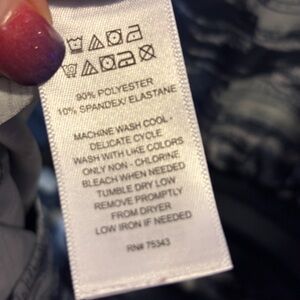 90% POLYESTER
10% SPANDEX/ ELASTANE
MACHINE WASH COOL -
DELICATE CYCLE
WASH WITH LIKE COLORS
ONLY NON - CHLORINE
BLEACH WHEN NEEDED
TUMBLE DRY LOW
REMOVE PROMPTLY
FROM DRYER
LOW IRON IF NEEDED
RN# 75343